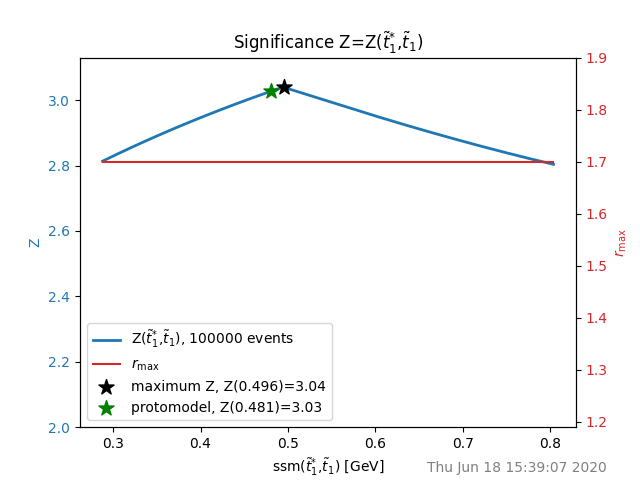 Significance Z=Z(t̃₁*,t̃₁)
3.0
2.8
2.6
2.4
2.2
2.0
Z
1.9
1.8
1.7
1.6
1.5
1.4
1.3
1.2
r_max
Z(t̃₁*,t̃₁), 100000 events
r_max
maximum Z, Z(0.496)=3.04
protomodel, Z(0.481)=3.03
0.3 0.4 0.5 0.6 0.7 0.8
ssm(t̃₁*,t̃₁) [GeV]
Thu Jun 18 15:39:07 2020